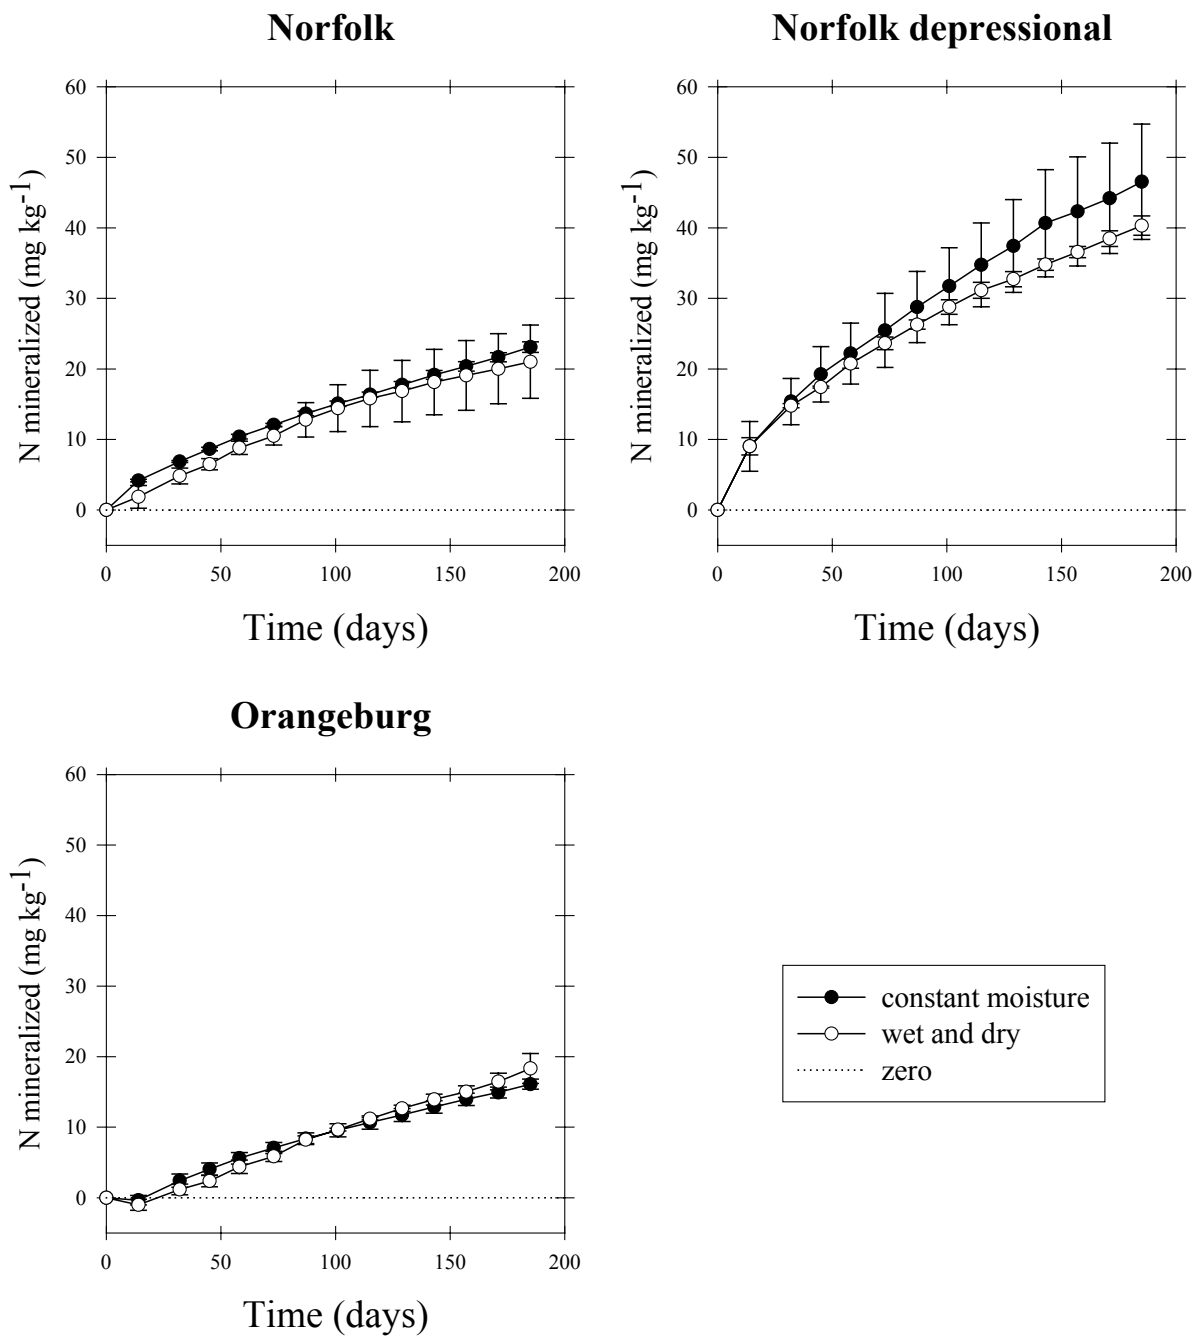 Norfolk
60
50
40
30
20
10
0
N mineralized (mg kg-1)
0 50 100 150 200
Time (days)
Norfolk depressional
60
50
40
30
20
10
0
N mineralized (mg kg-1)
0 50 100 150 200
Time (days)
Orangeburg
60
50
40
30
20
10
0
N mineralized (mg kg-1)
0 50 100 150 200
Time (days)
constant moisture
wet and dry
zero